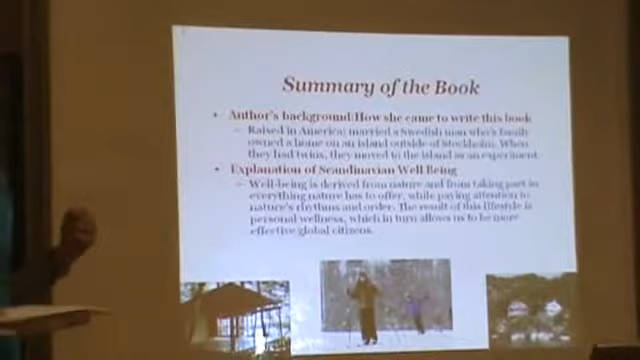 Summary of the Book
• Author's background/How she came to write this book
– Raised in America; married a Swedish man who's family
owned a home on an island outside of Stockholm. When
they had twins, they moved to the island as an experiment.
• Explanation of Scandinavian Well Being
– Well-being is derived from nature and from taking part in
everything nature has to offer, while paying attention to
nature's rhythms and order. The result of this lifestyle is
personal wellness, which in turn allows us to be more
effective global citizens.